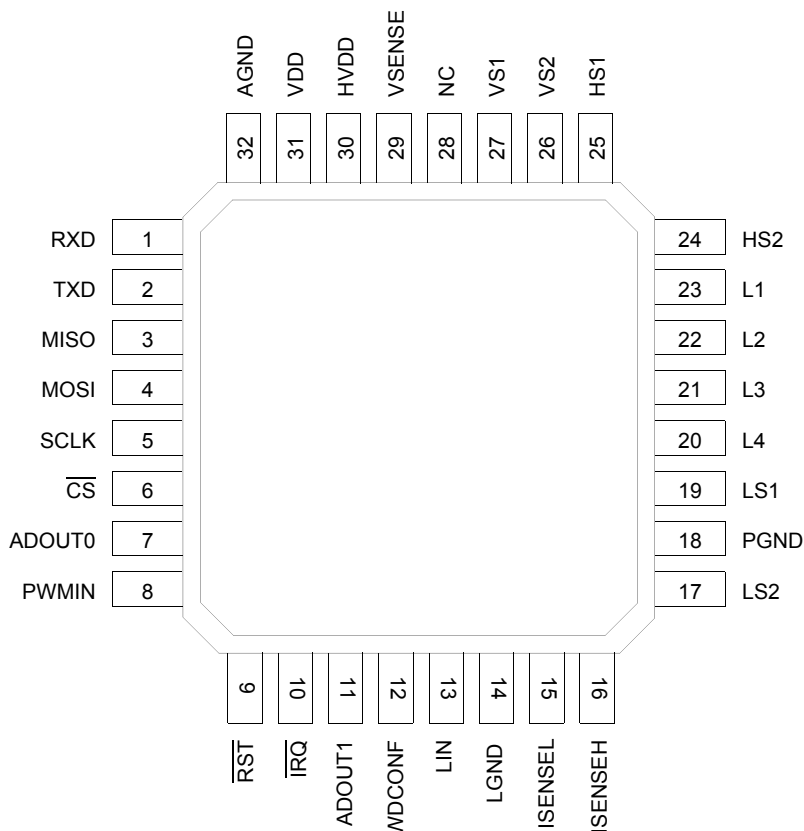 AGND
VDD
HVDD
VSENSE
NC
VS1
VS2
HS1
32
31
30
29
28
27
26
25
RXD 1
TXD 2
MISO 3
MOSI 4
SCLK 5
CS 6
ADOUT0 7
PWMIN 8
24 HS2
23 L1
22 L2
21 L3
20 L4
19 LS1
18 PGND
17 LS2
9
10
11
12
13
14
15
16
RST
IRQ
ADOUT1
WDCONF
LIN
LGND
ISENSEL
ISENSEH